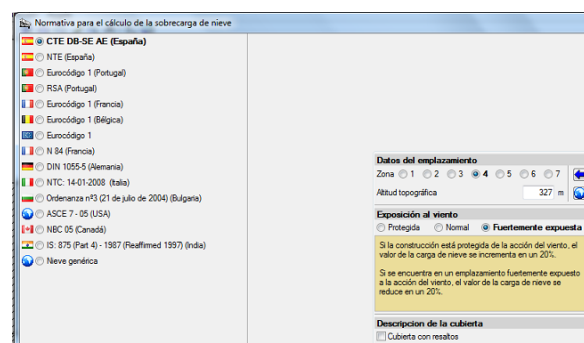 Normativa para el cálculo de la sobrecarga de nieve
CTE DB-SE AE (España)
NTE (España)
Eurocódigo 1 (Portugal)
RSA (Portugal)
Eurocódigo 1 (Francia)
Eurocódigo 1 (Bélgica)
Eurocódigo 1
N 84 (Francia)
DIN 1055-5 (Alemania)
NTC: 14-01-2008 (Italia)
Ordenanza nº3 (21 de julio de 2004) (Bulgaria)
ASCE 7 - 05 (USA)
NBC 05 (Canadá)
IS: 875 (Part 4) - 1987 (Reaffirmed 1997) (India)
Nieve genérica
Datos del emplazamiento
Zona 1 2 3 4 5 6 7
Altitud topográfica 327 m
Exposición al viento
Protegida Normal Fuertemente expuesta
Si la construcción está protegida de la acción del viento, el
valor de la carga de nieve se incrementa en un 20%.
Si se encuentra en un emplazamiento fuertemente expuesto
a la acción del viento, el valor de la carga de nieve se
reduce en un 20%.
Descripcion de la cubierta
Cubierta con resaltos